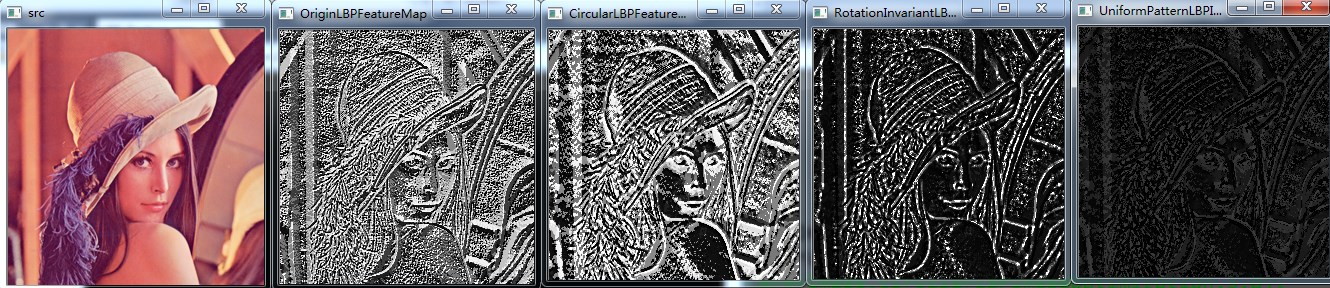 src
OriginLBPFeatureMap
CircularLBPFeature...
RotationInvariantLB...
UniformPatternLBPI...